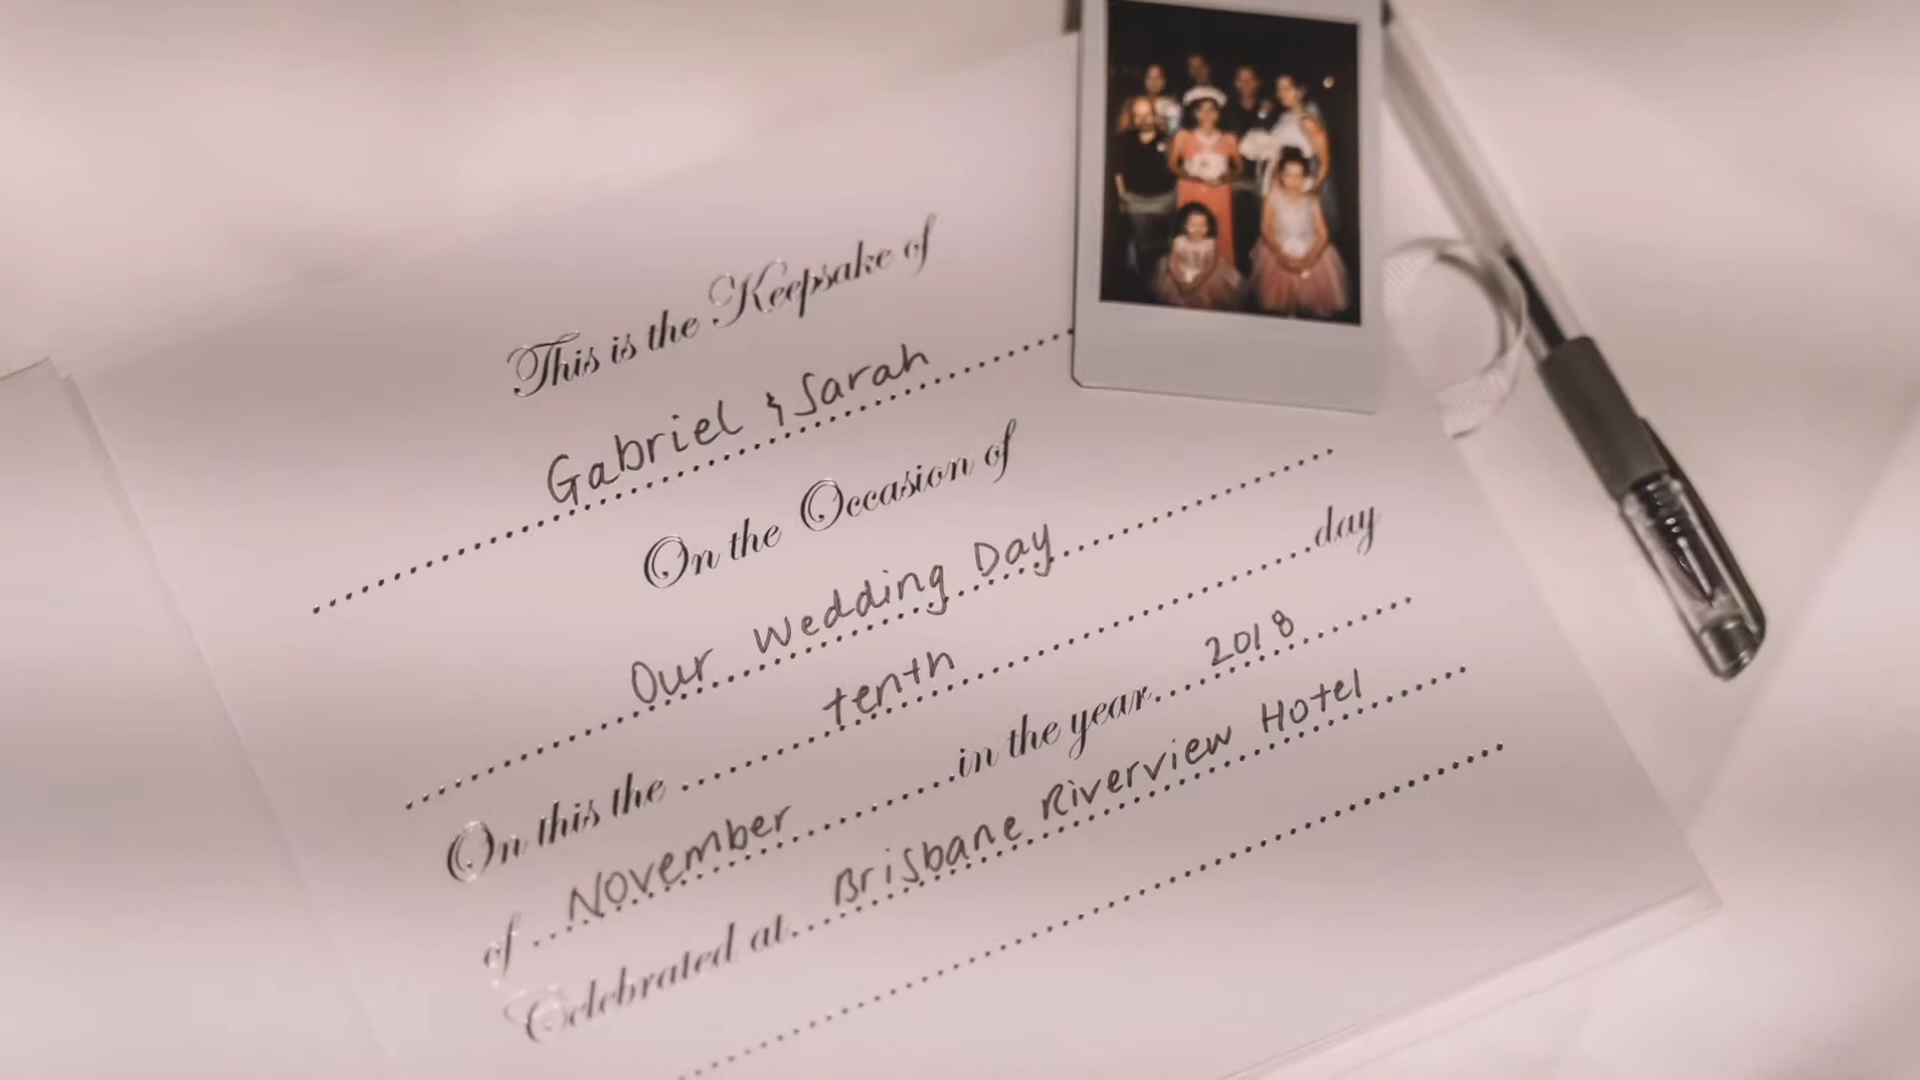 This is the Keepsake of
Gabriel & Sarah
On the Occasion of
Our Wedding Day
On this the tenth day
of November in the year 2018
Celebrated at Brisbane Riverview Hotel